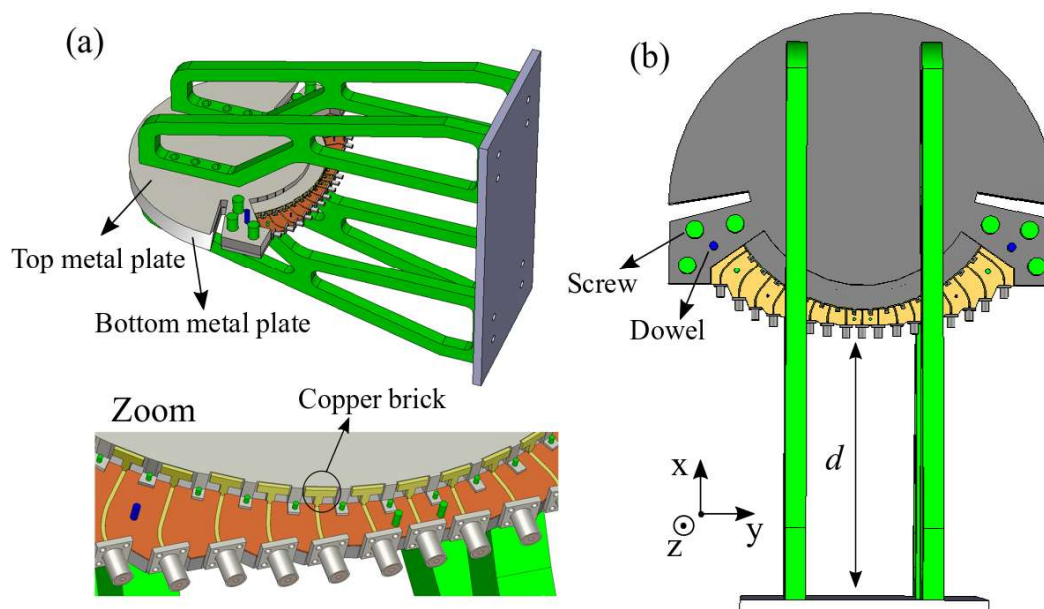 (a)
Top metal plate
Bottom metal plate
Zoom
Copper brick
(b)
Screw
Dowel
d
x
y
z